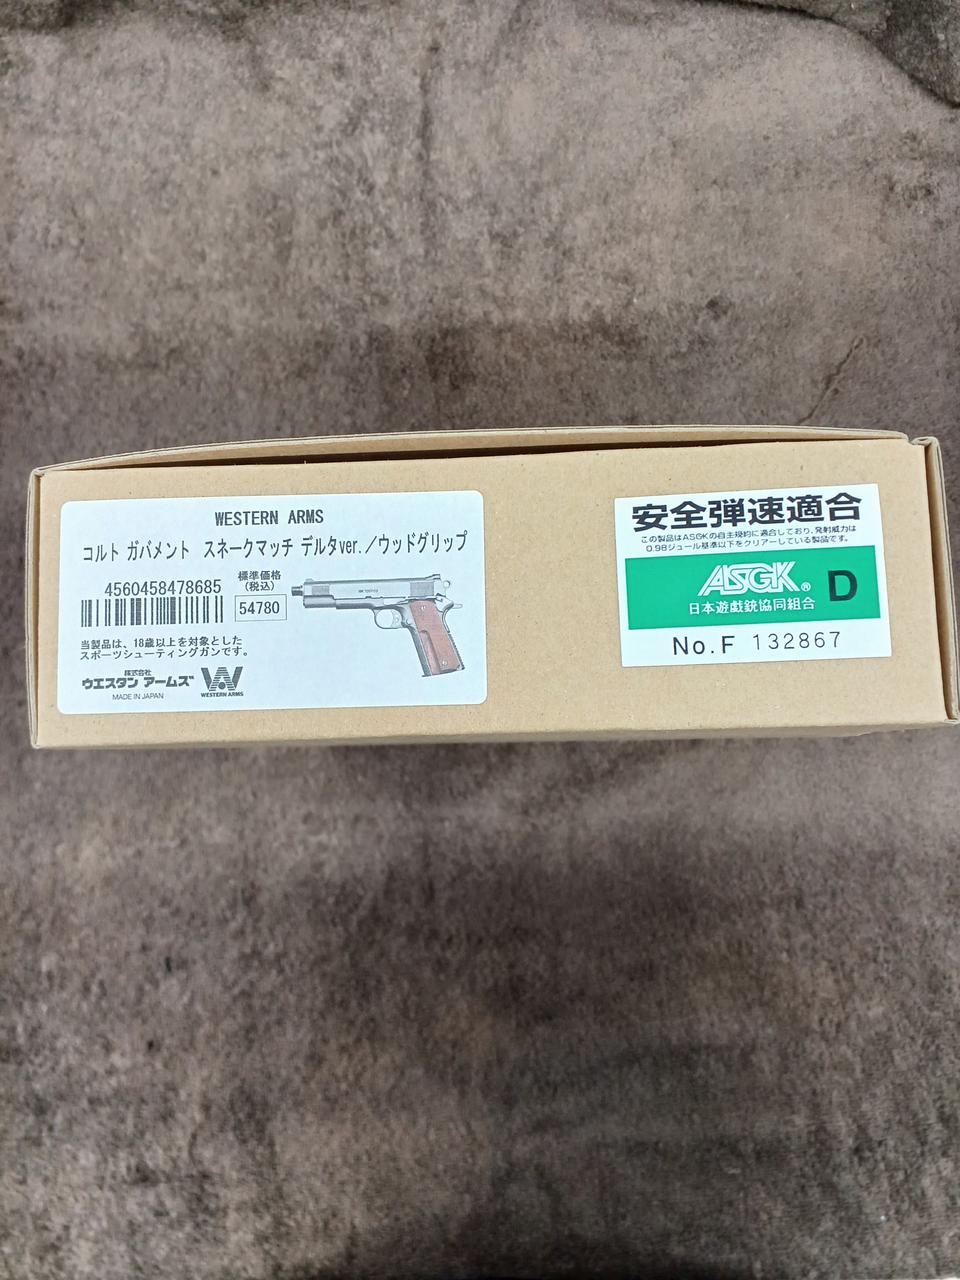 WESTERN ARMS
コルト ガバメント スネークマッチ デルタver.／ウッドグリップ
4560458478685
標準価格
(税込)
54780
当製品は、18歳以上を対象とした
スポーツシューティングガンです。
株式会社
ウエスタン アームズ
MADE IN JAPAN
WESTERN ARMS
安全弾速適合
この製品はASGKの自主規約に適合しており、発射威力は
0.98ジュール基準以下をクリアーしている製品です。
ASGK® D
日本遊戯銃協同組合
No.F 132867